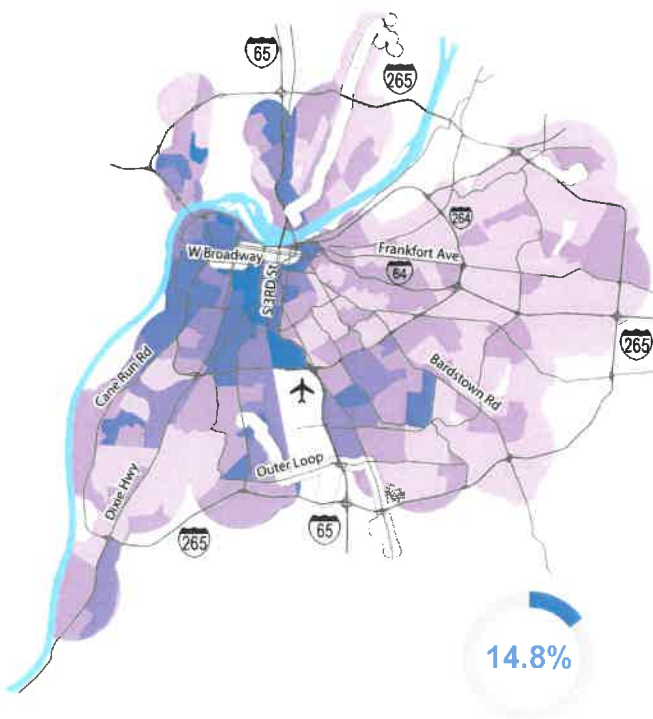 65
265
264
W Broadway
Frankfort Ave
S 3RD St
64
265
Cane Run Rd
Bardstown Rd
Outer Loop
Dixie Hwy
65
265
14.8%